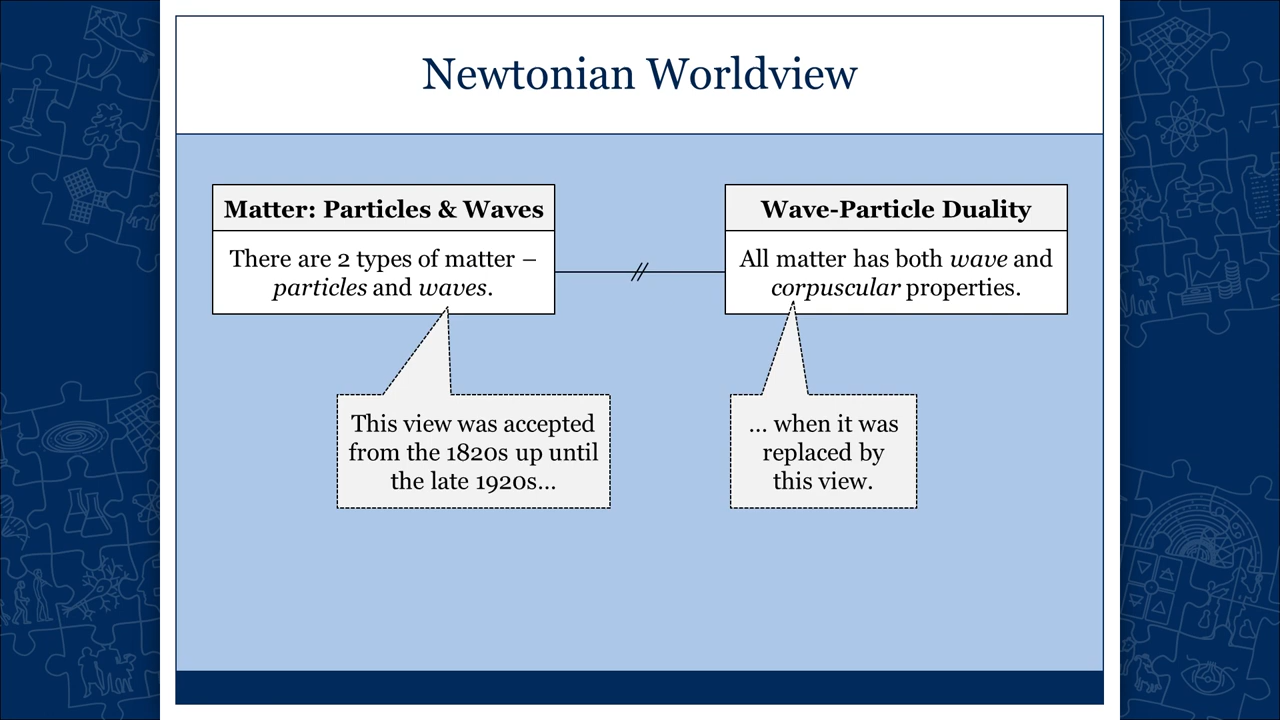 Newtonian Worldview
Matter: Particles & Waves
There are 2 types of matter –
particles and waves.
Wave-Particle Duality
All matter has both wave and
corpuscular properties.
This view was accepted
from the 1820s up until
the late 1920s...
... when it was
replaced by
this view.
√-1